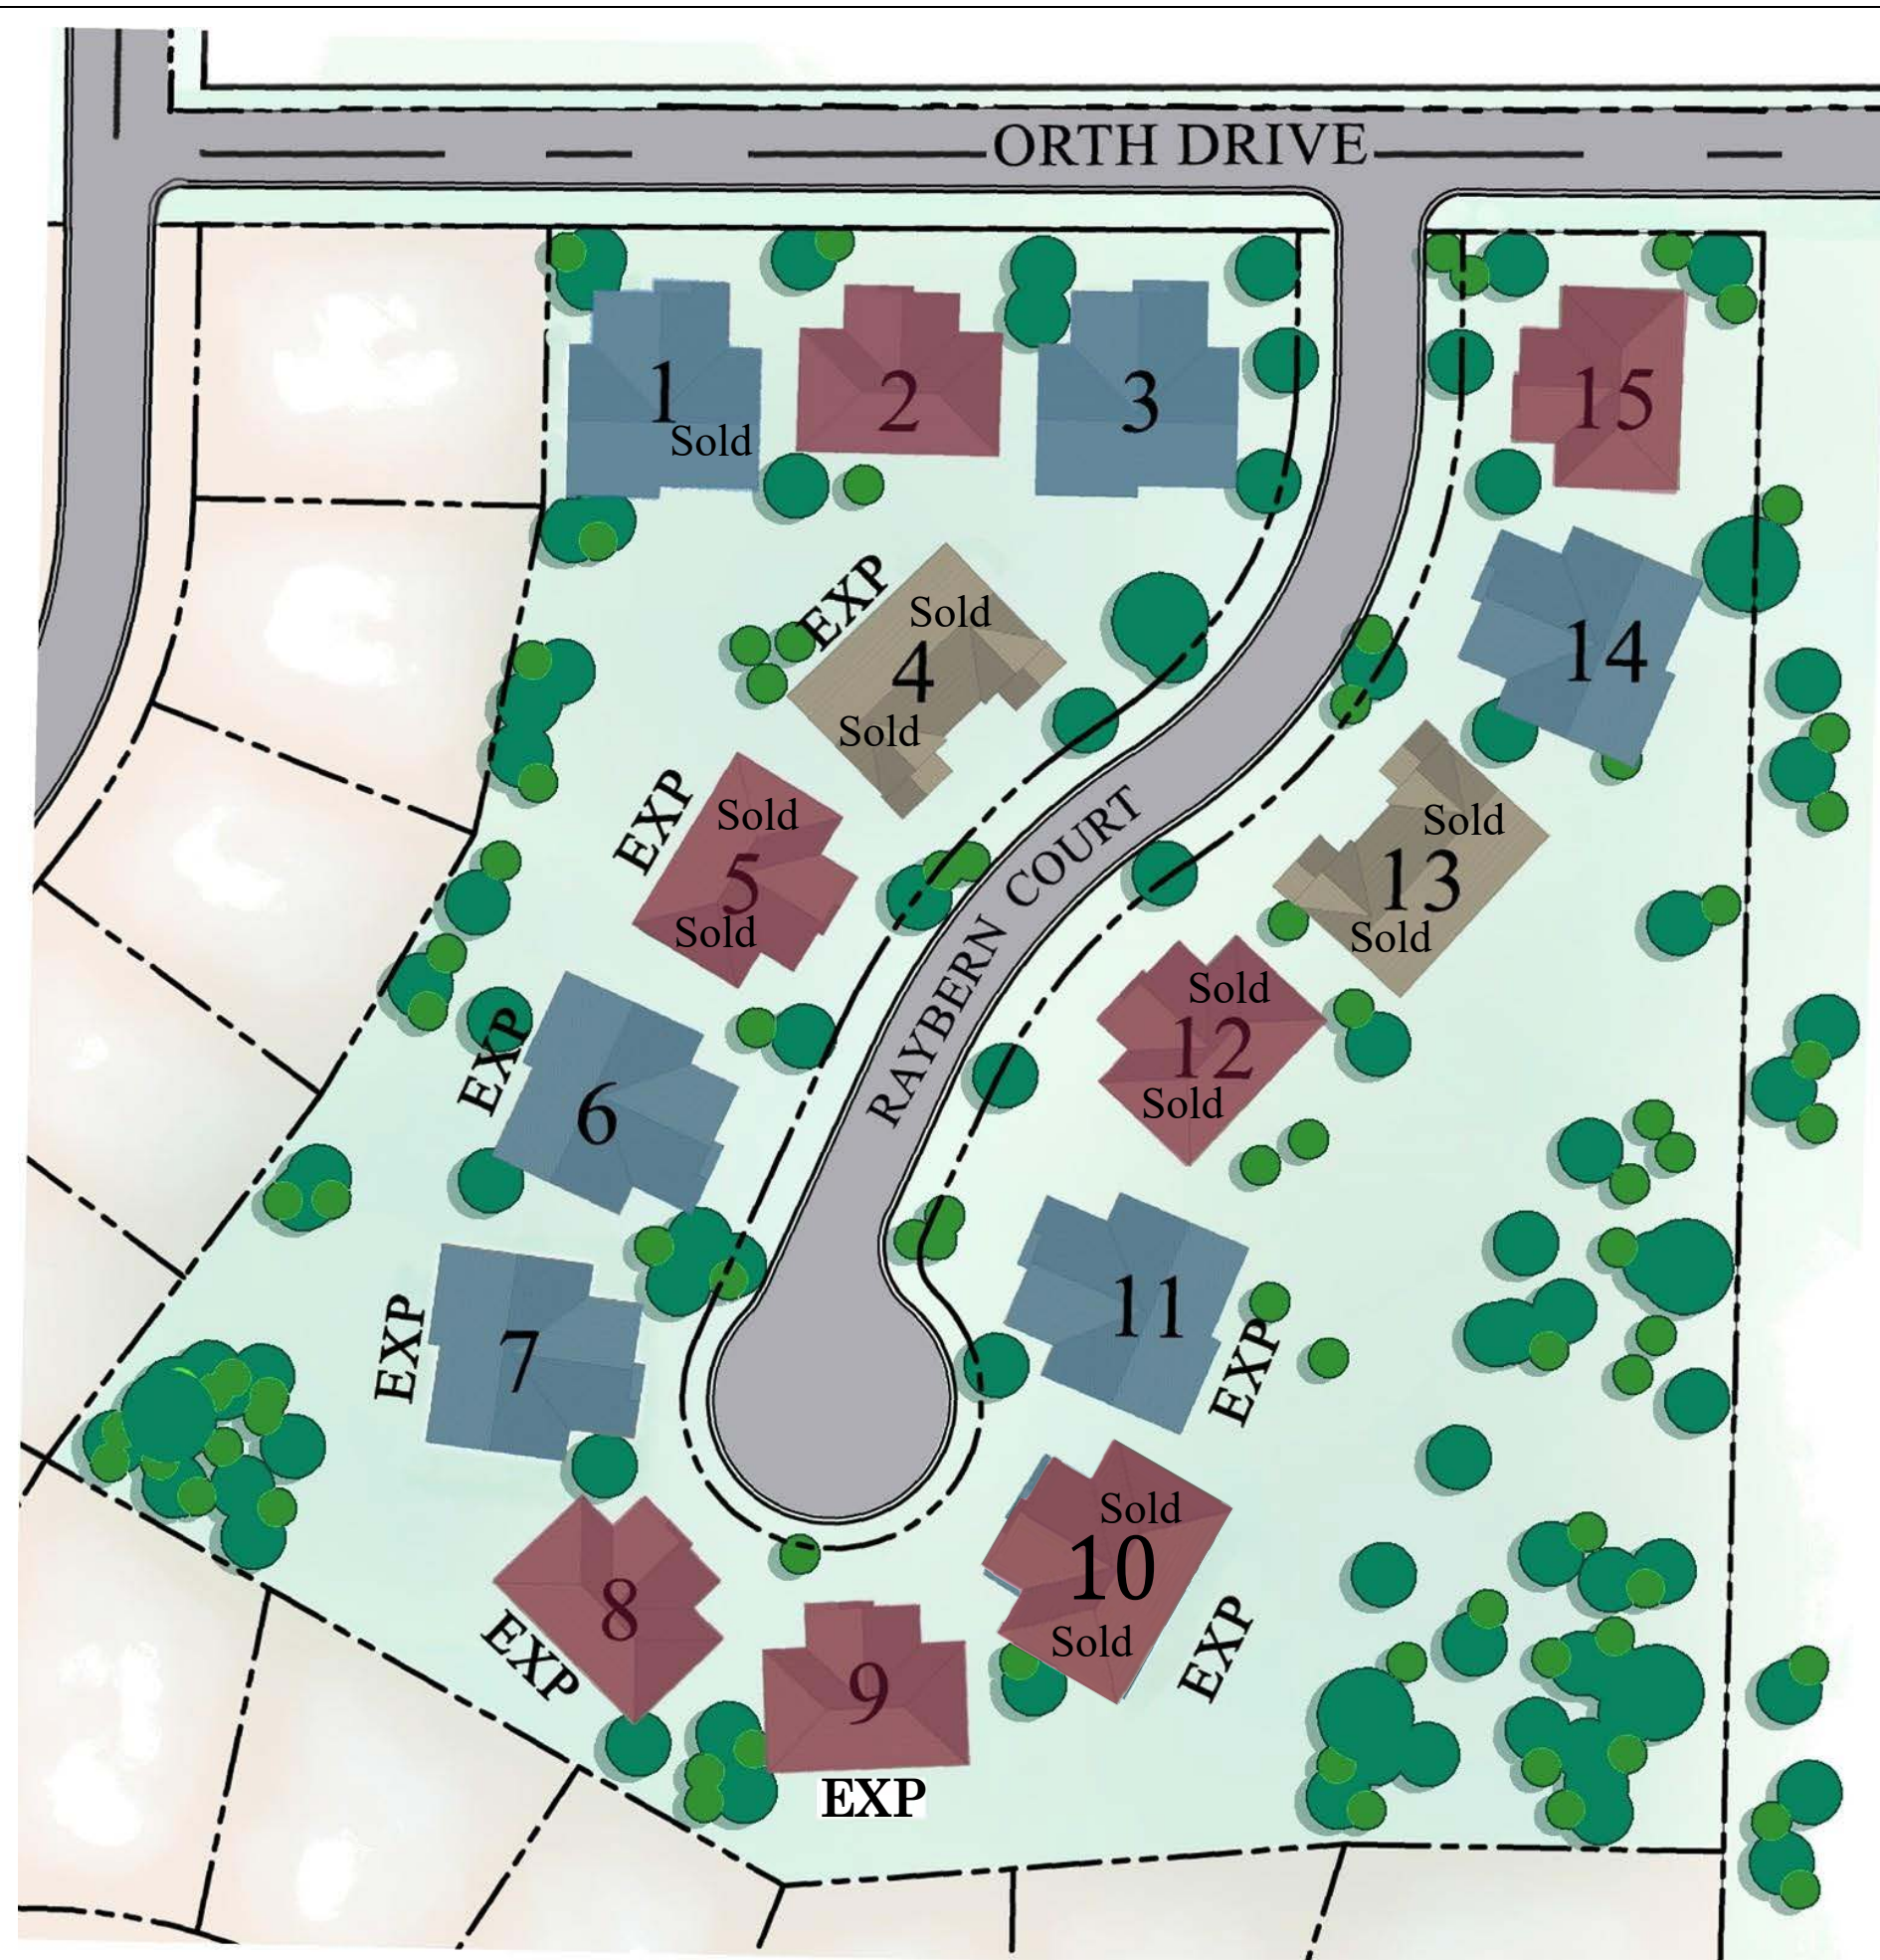 ORTH DRIVE
1
Sold
2
3
15
EXP
Sold
4
Sold
14
EXP
Sold
5
Sold
RAYBERN COURT
Sold
13
Sold
EXP
6
Sold
12
Sold
EXP
7
11
EXP
8
EXP
9
EXP
Sold
10
Sold
EXP